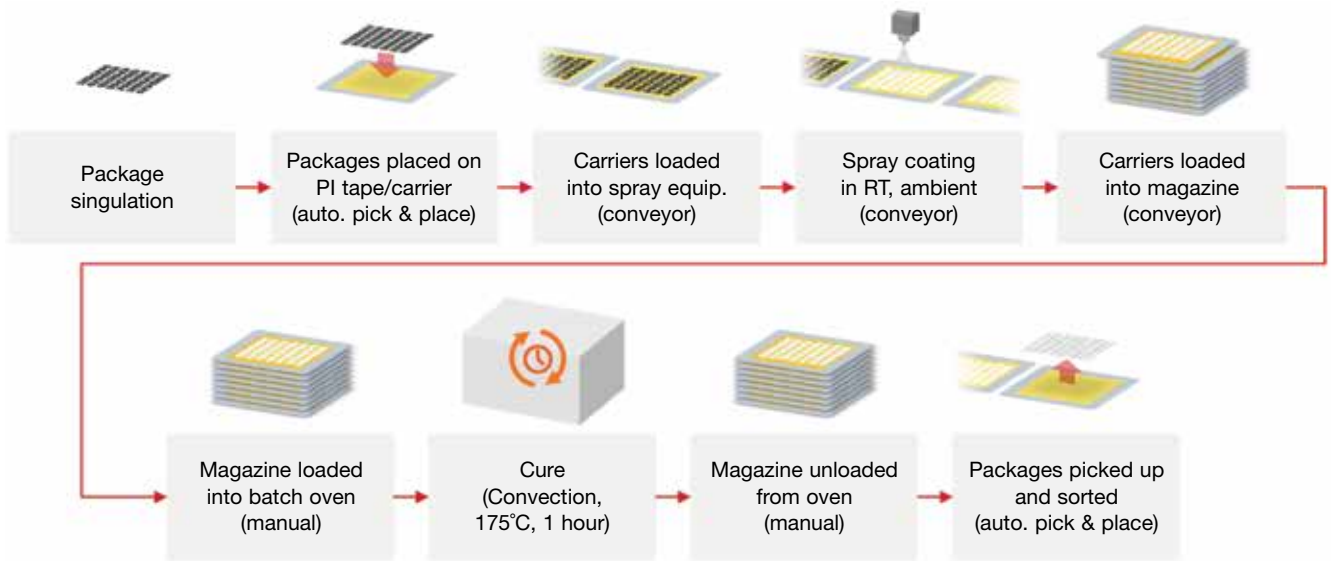 Package
singulation
Packages placed on
PI tape/carrier
(auto. pick & place)
Carriers loaded
into spray equip.
(conveyor)
Spray coating
in RT, ambient
(conveyor)
Carriers loaded
into magazine
(conveyor)
Magazine loaded
into batch oven
(manual)
Cure
(Convection,
175°C, 1 hour)
Magazine unloaded
from oven
(manual)
Packages picked up
and sorted
(auto. pick & place)